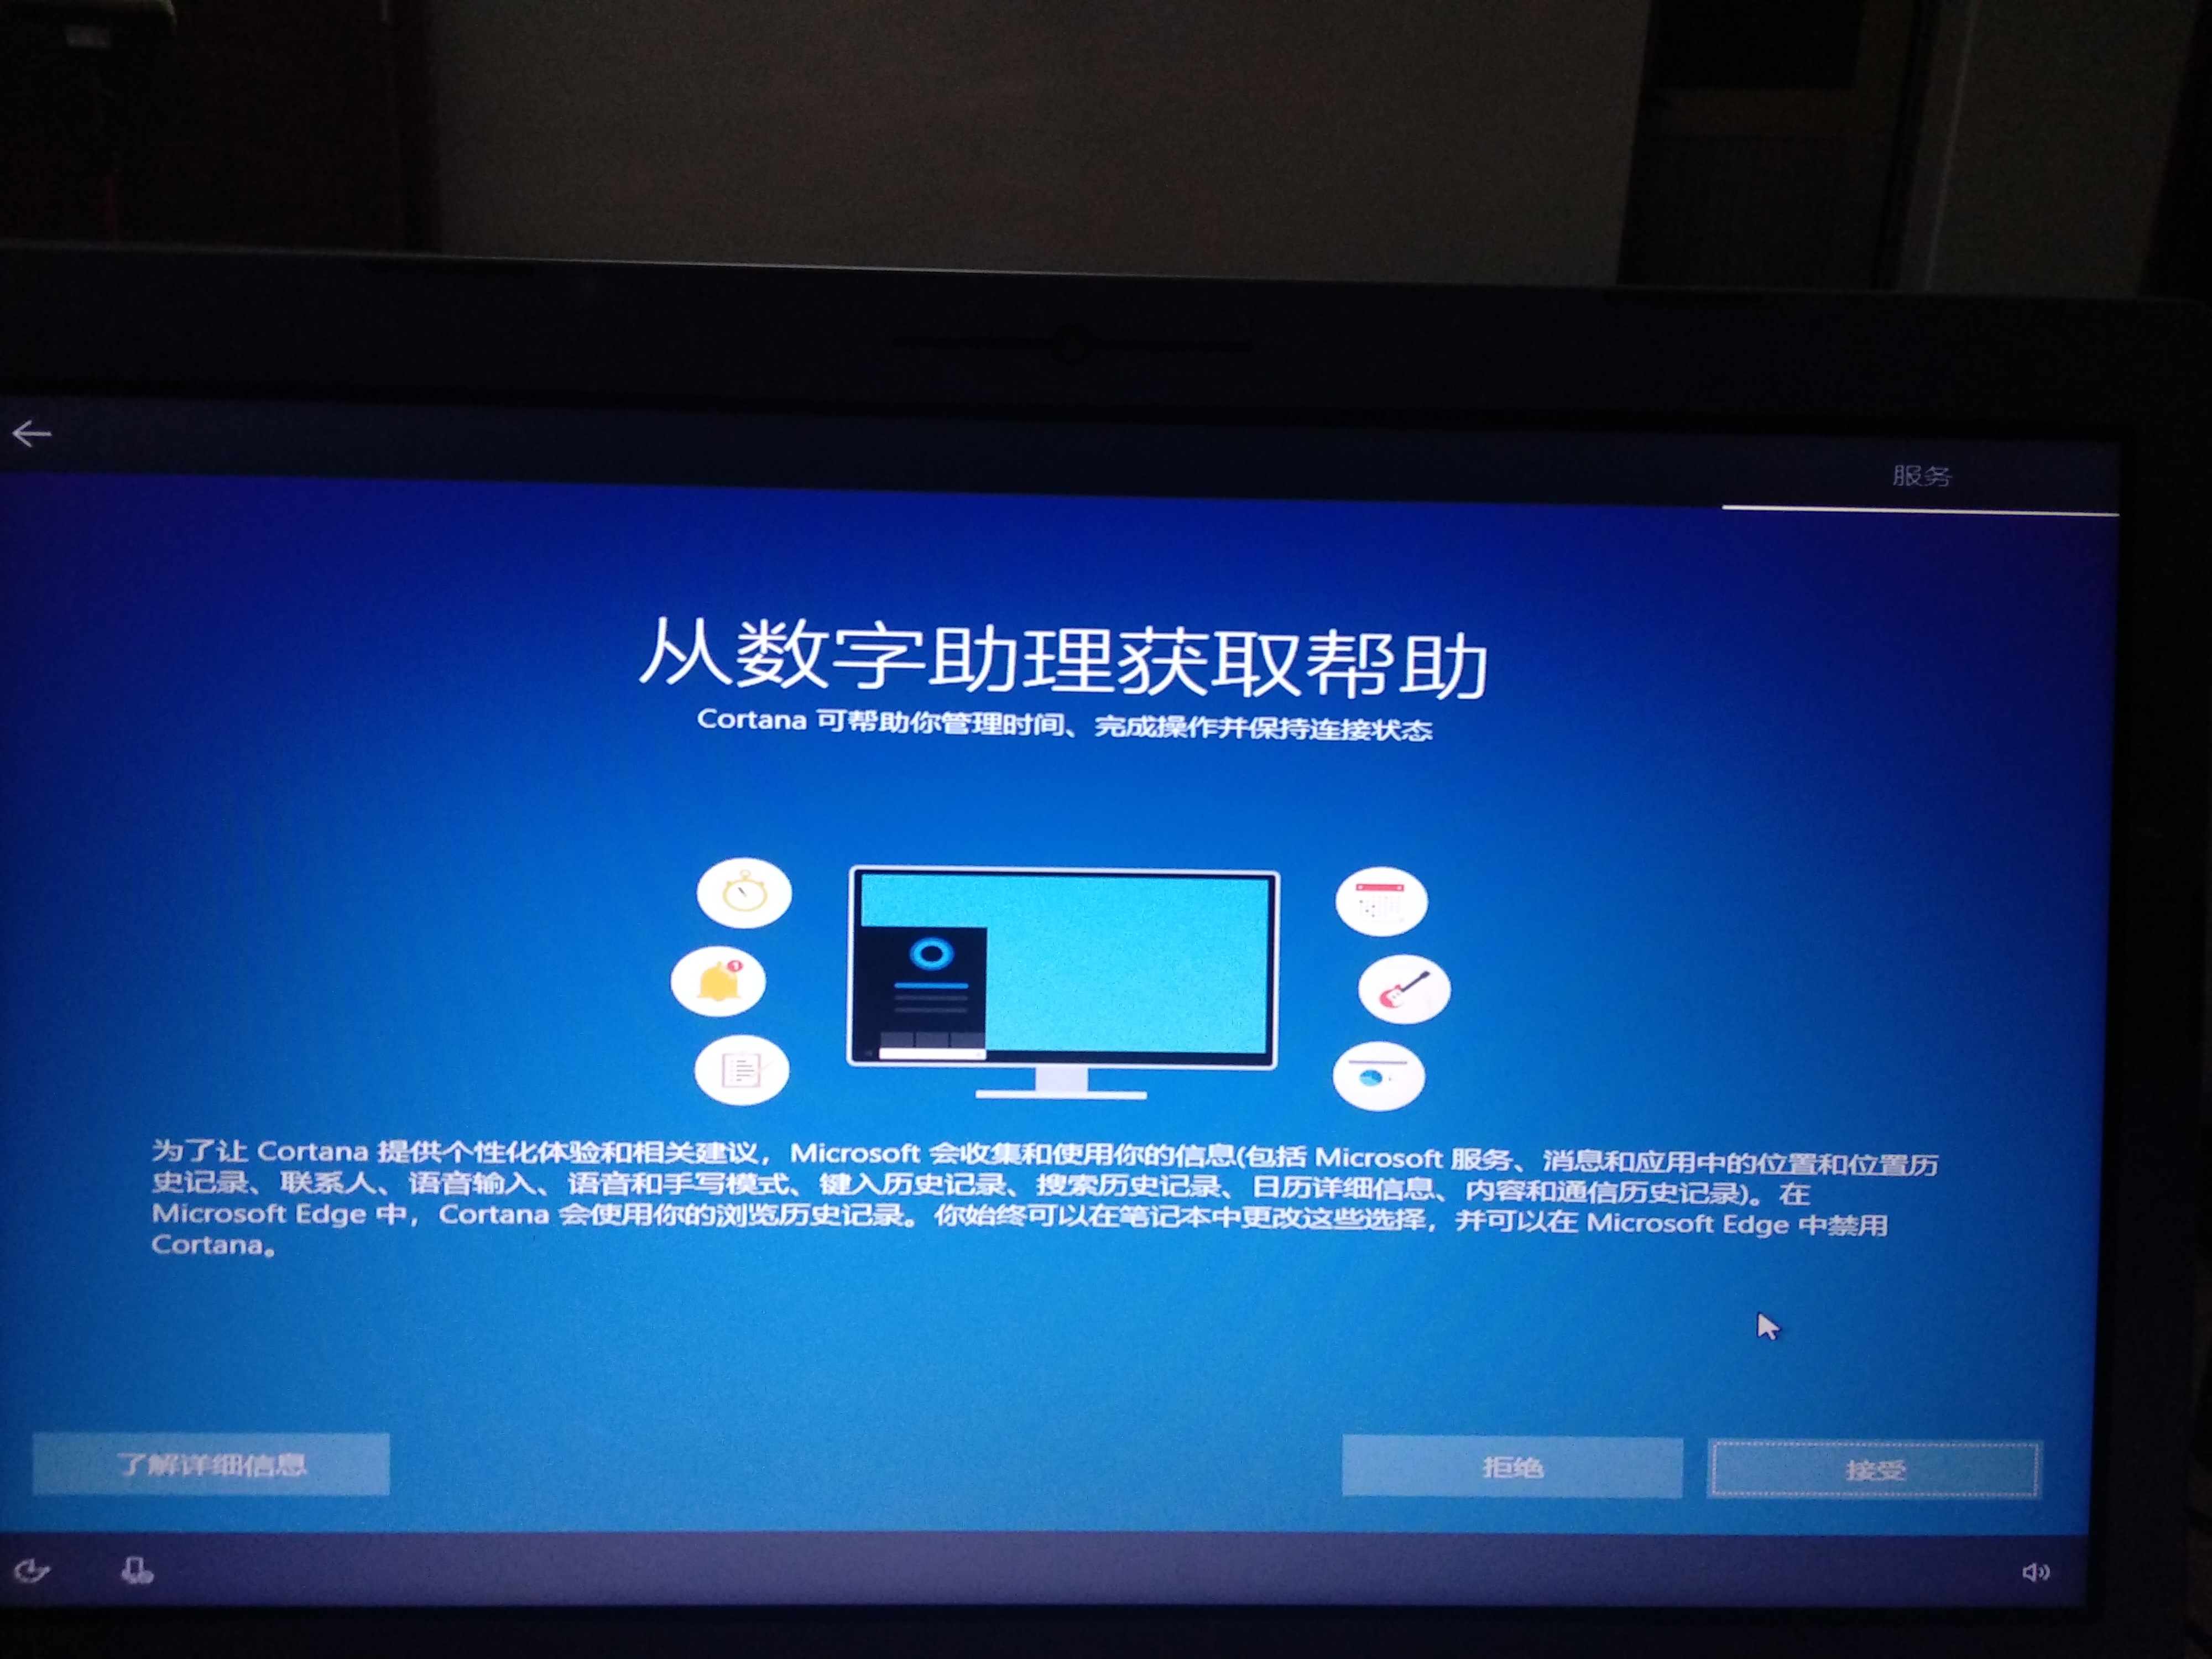 服务
从数字助理获取帮助
Cortana 可帮助你管理时间、完成操作并保持连接状态
1
为了让 Cortana 提供个性化体验和相关建议，Microsoft 会收集和使用你的信息(包括 Microsoft 服务、消息和应用中的位置和位置历
史记录、联系人、语音输入、语音和手写模式、键入历史记录、搜索历史记录、日历详细信息、内容和通信历史记录)。在
Microsoft Edge 中，Cortana 会使用你的浏览历史记录。你始终可以在笔记本中更改这些选择，并可以在 Microsoft Edge 中禁用
Cortana。
了解详细信息
拒绝
接受